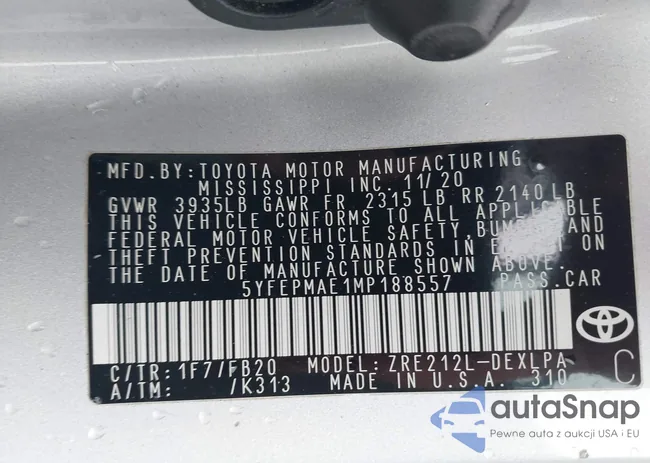 MFD.BY: TOYOTA MOTOR MANUFACTURING
MISSISSIPPI INC. 11/20
GVWR 3935LB GAWR FR 2315 LB RR 2140 LB
THIS VEHICLE CONFORMS TO ALL APPLICABLE
FEDERAL MOTOR VEHICLE SAFETY, AND
THEFT PREVENTION STANDARDS IN ON
THE DATE OF MANUFACTURE SHOWN ABOVE.
5YFEPMAE1MP188557 PASS.CAR
C/TR: 1F7/FB20 MODEL: ZRE212L-DEXLPA
A/TM: /K313 MADE IN U.S.A. 310
C
autaSnap
Pewne auta z aukcji USA i EU